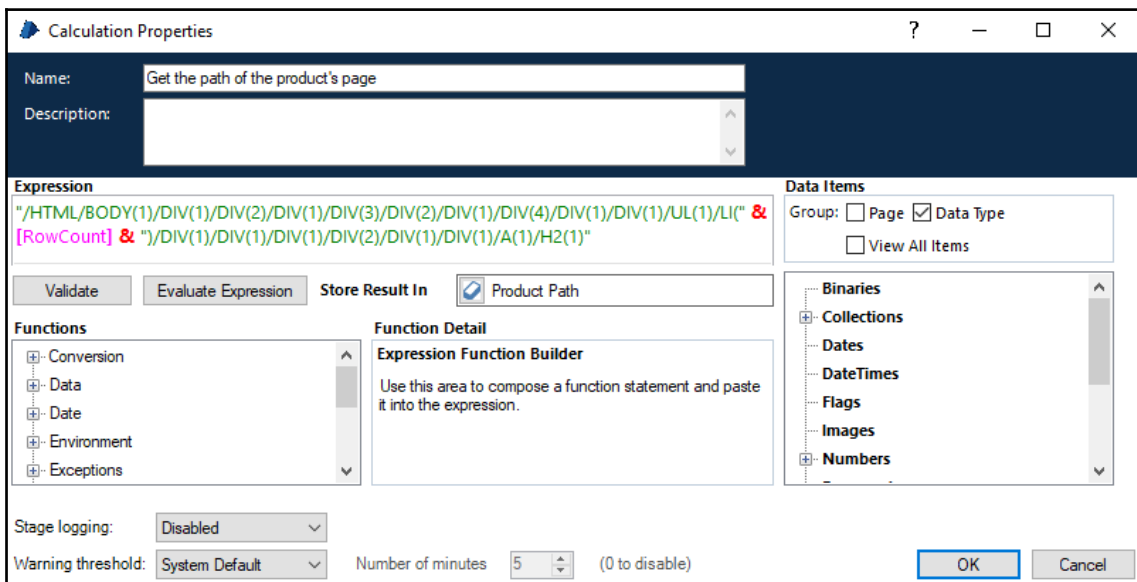 Calculation Properties
?
Name:
Get the path of the product's page
Description:
Expression
"/HTML/BODY(1)/DIV(1)/DIV(2)/DIV(1)/DIV(3)/DIV(2)/DIV(1)/DIV(4)/DIV(1)/DIV(1)/UL(1)/LI(" &
[RowCount] & ")/DIV(1)/DIV(1)/DIV(1)/DIV(2)/DIV(1)/DIV(1)/A(1)/H2(1)"
Data Items
Group: Page Data Type
View All Items
Validate
Evaluate Expression
Store Result In
Product Path
Functions
Conversion
Data
Date
Environment
Exceptions
Function Detail
Expression Function Builder
Use this area to compose a function statement and paste
it into the expression.
Binaries
Collections
Dates
DateTimes
Flags
Images
Numbers
Stage logging:
Disabled
Warning threshold:
System Default
Number of minutes
5
(0 to disable)
OK
Cancel